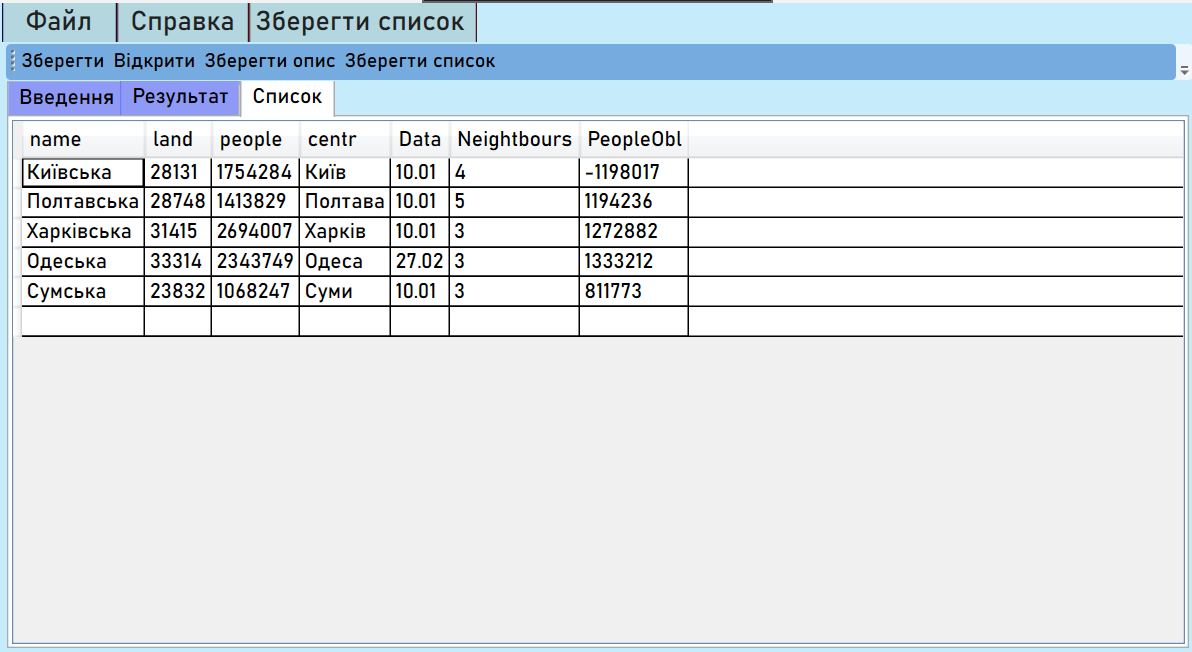 Файл Справка Зберегти список
Зберегти Відкрити Зберегти опис Зберегти список
Введення Результат Список
name land people centr Data Neightbours PeopleObl
Київська 28131 1754284 Київ 10.01 4 -1198017
Полтавська 28748 1413829 Полтава 10.01 5 1194236
Харківська 31415 2694007 Харків 10.01 3 1272882
Одеська 33314 2343749 Одеса 27.02 3 1333212
Сумська 23832 1068247 Суми 10.01 3 811773